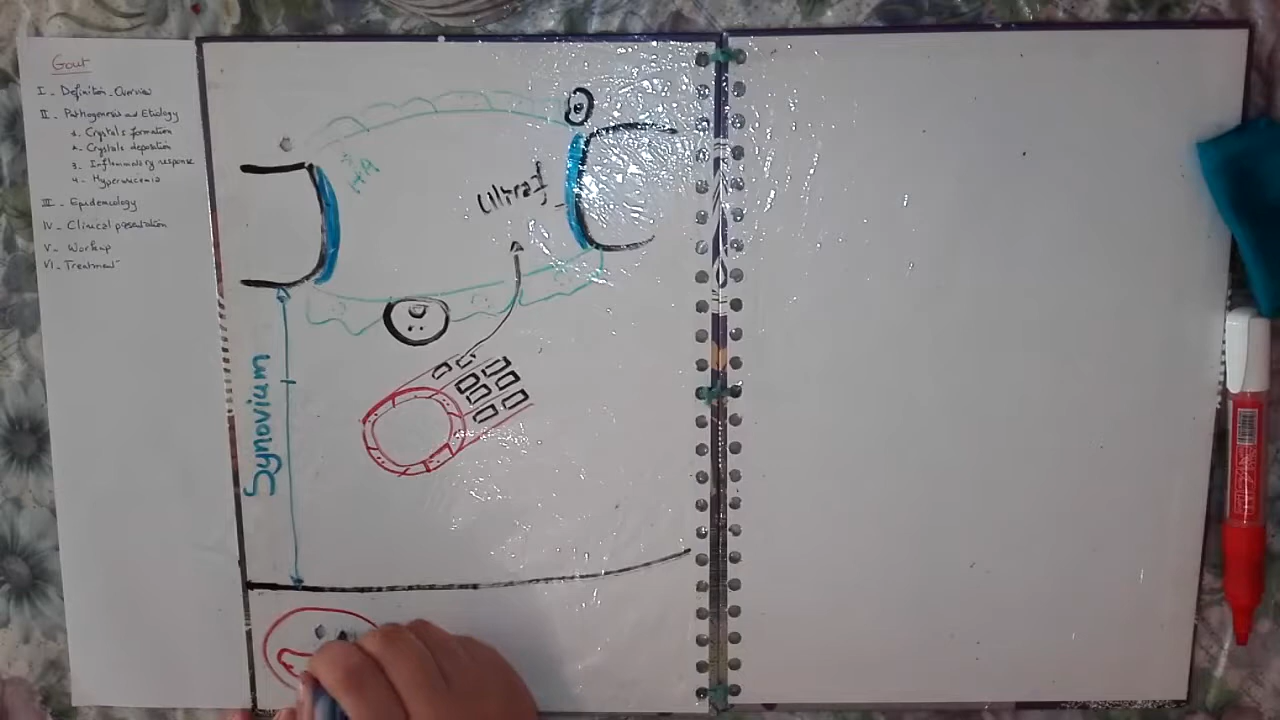 Gout
I - Definition - Overview
II - Pathogenesis and Etiology
1. Crystals formation
2. Crystals deposition
3. Inflammatory response
4. Hyperuricemia
III - Epidemiology
IV - Clinical presentation
V - Workup
VI - Treatment
HA
Ultraf
Synovium